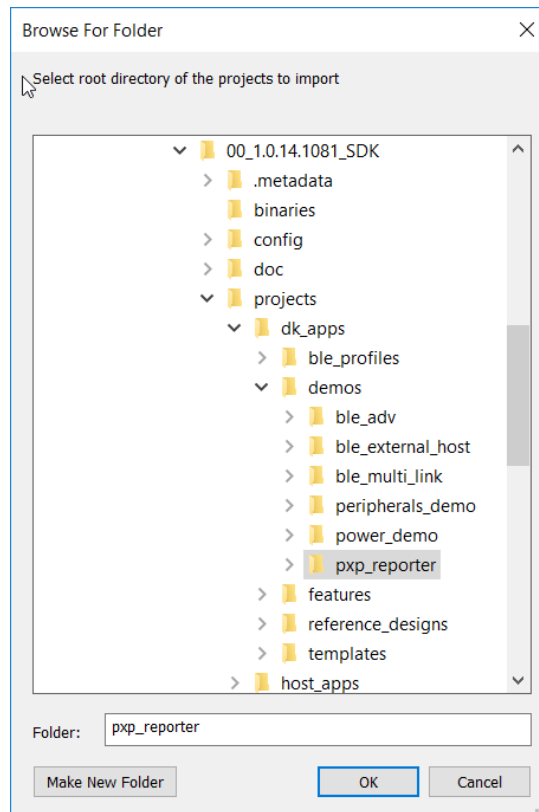 Browse For Folder
Select root directory of the projects to import
00_1.0.14.1081_SDK
.metadata
binaries
config
doc
projects
dk_apps
ble_profiles
demos
ble_adv
ble_external_host
ble_multi_link
peripherals_demo
power_demo
pxp_reporter
features
reference_designs
templates
host_apps
Folder: pxp_reporter
Make New Folder OK Cancel